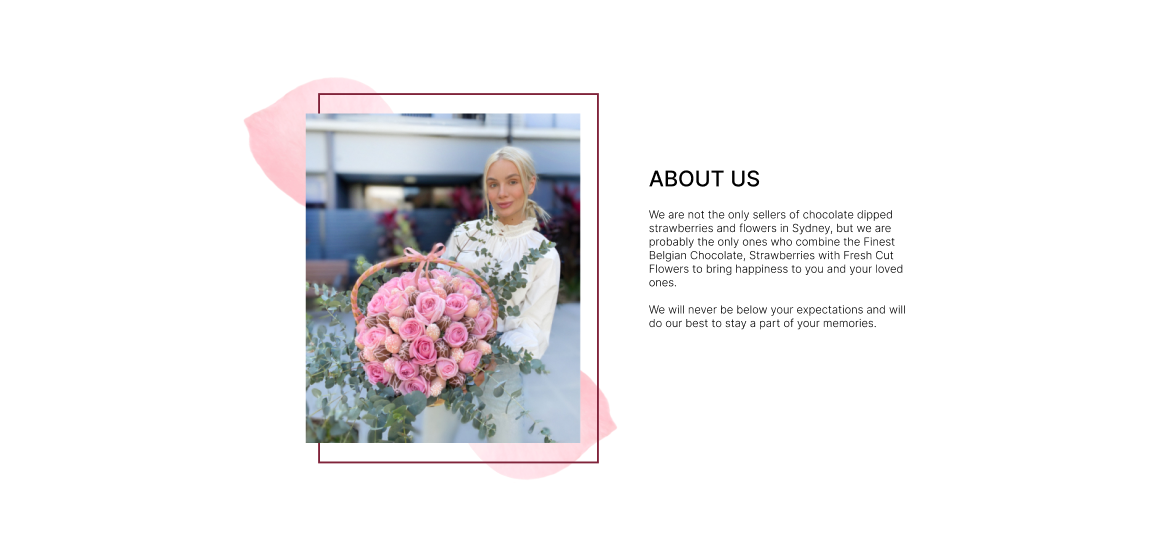 ABOUT US
We are not the only sellers of chocolate dipped
strawberries and flowers in Sydney, but we are
probably the only ones who combine the Finest
Belgian Chocolate, Strawberries with Fresh Cut
Flowers to bring happiness to you and your loved
ones.
We will never be below your expectations and will
do our best to stay a part of your memories.